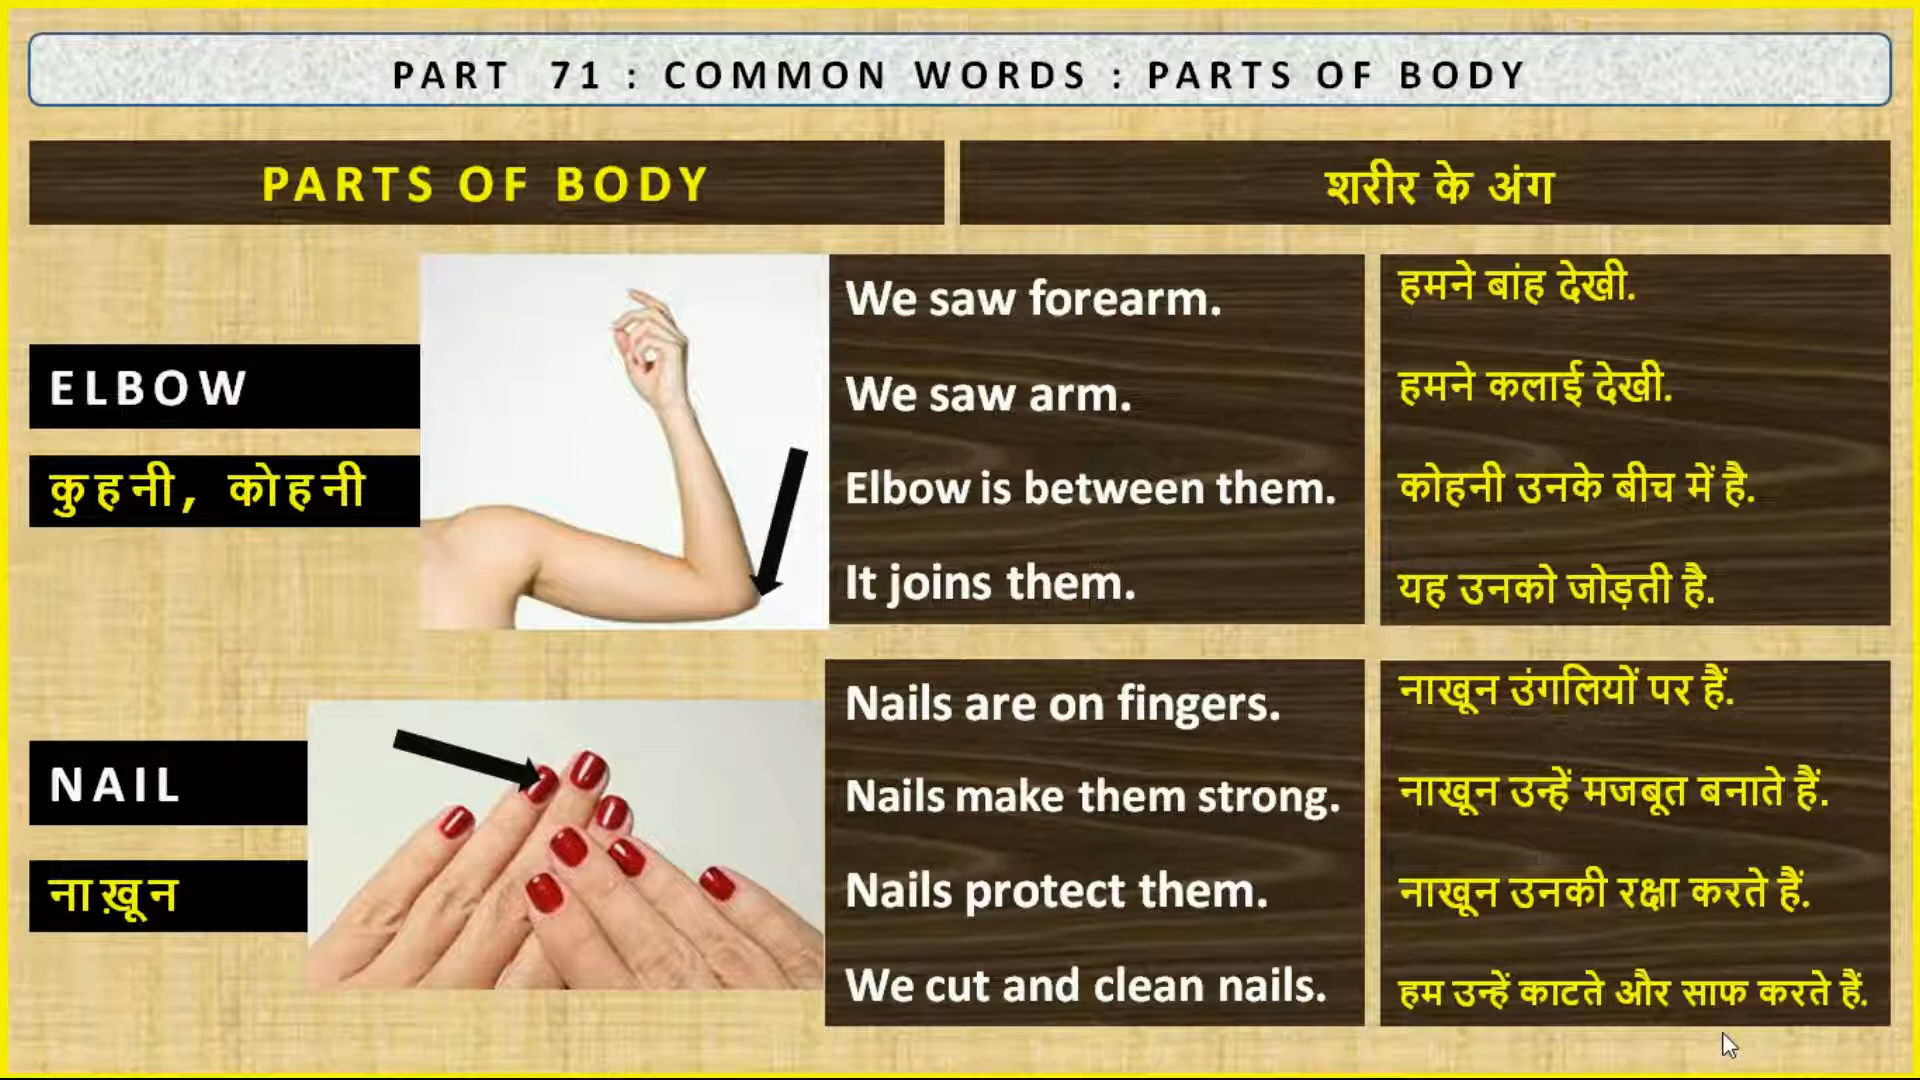 PART 71 : COMMON WORDS : PARTS OF BODY
PARTS OF BODY
शरीर के अंग
ELBOW
कुहनी, कोहनी
We saw forearm.
We saw arm.
Elbow is between them.
It joins them.
हमने बांह देखी.
हमने कलाई देखी.
कोहनी उनके बीच में है.
यह उनको जोड़ती है.
NAIL
नाख़ून
Nails are on fingers.
Nails make them strong.
Nails protect them.
We cut and clean nails.
नाखून उंगलियों पर हैं.
नाखून उन्हें मजबूत बनाते हैं.
नाखून उनकी रक्षा करते हैं.
हम उन्हें काटते और साफ करते हैं.